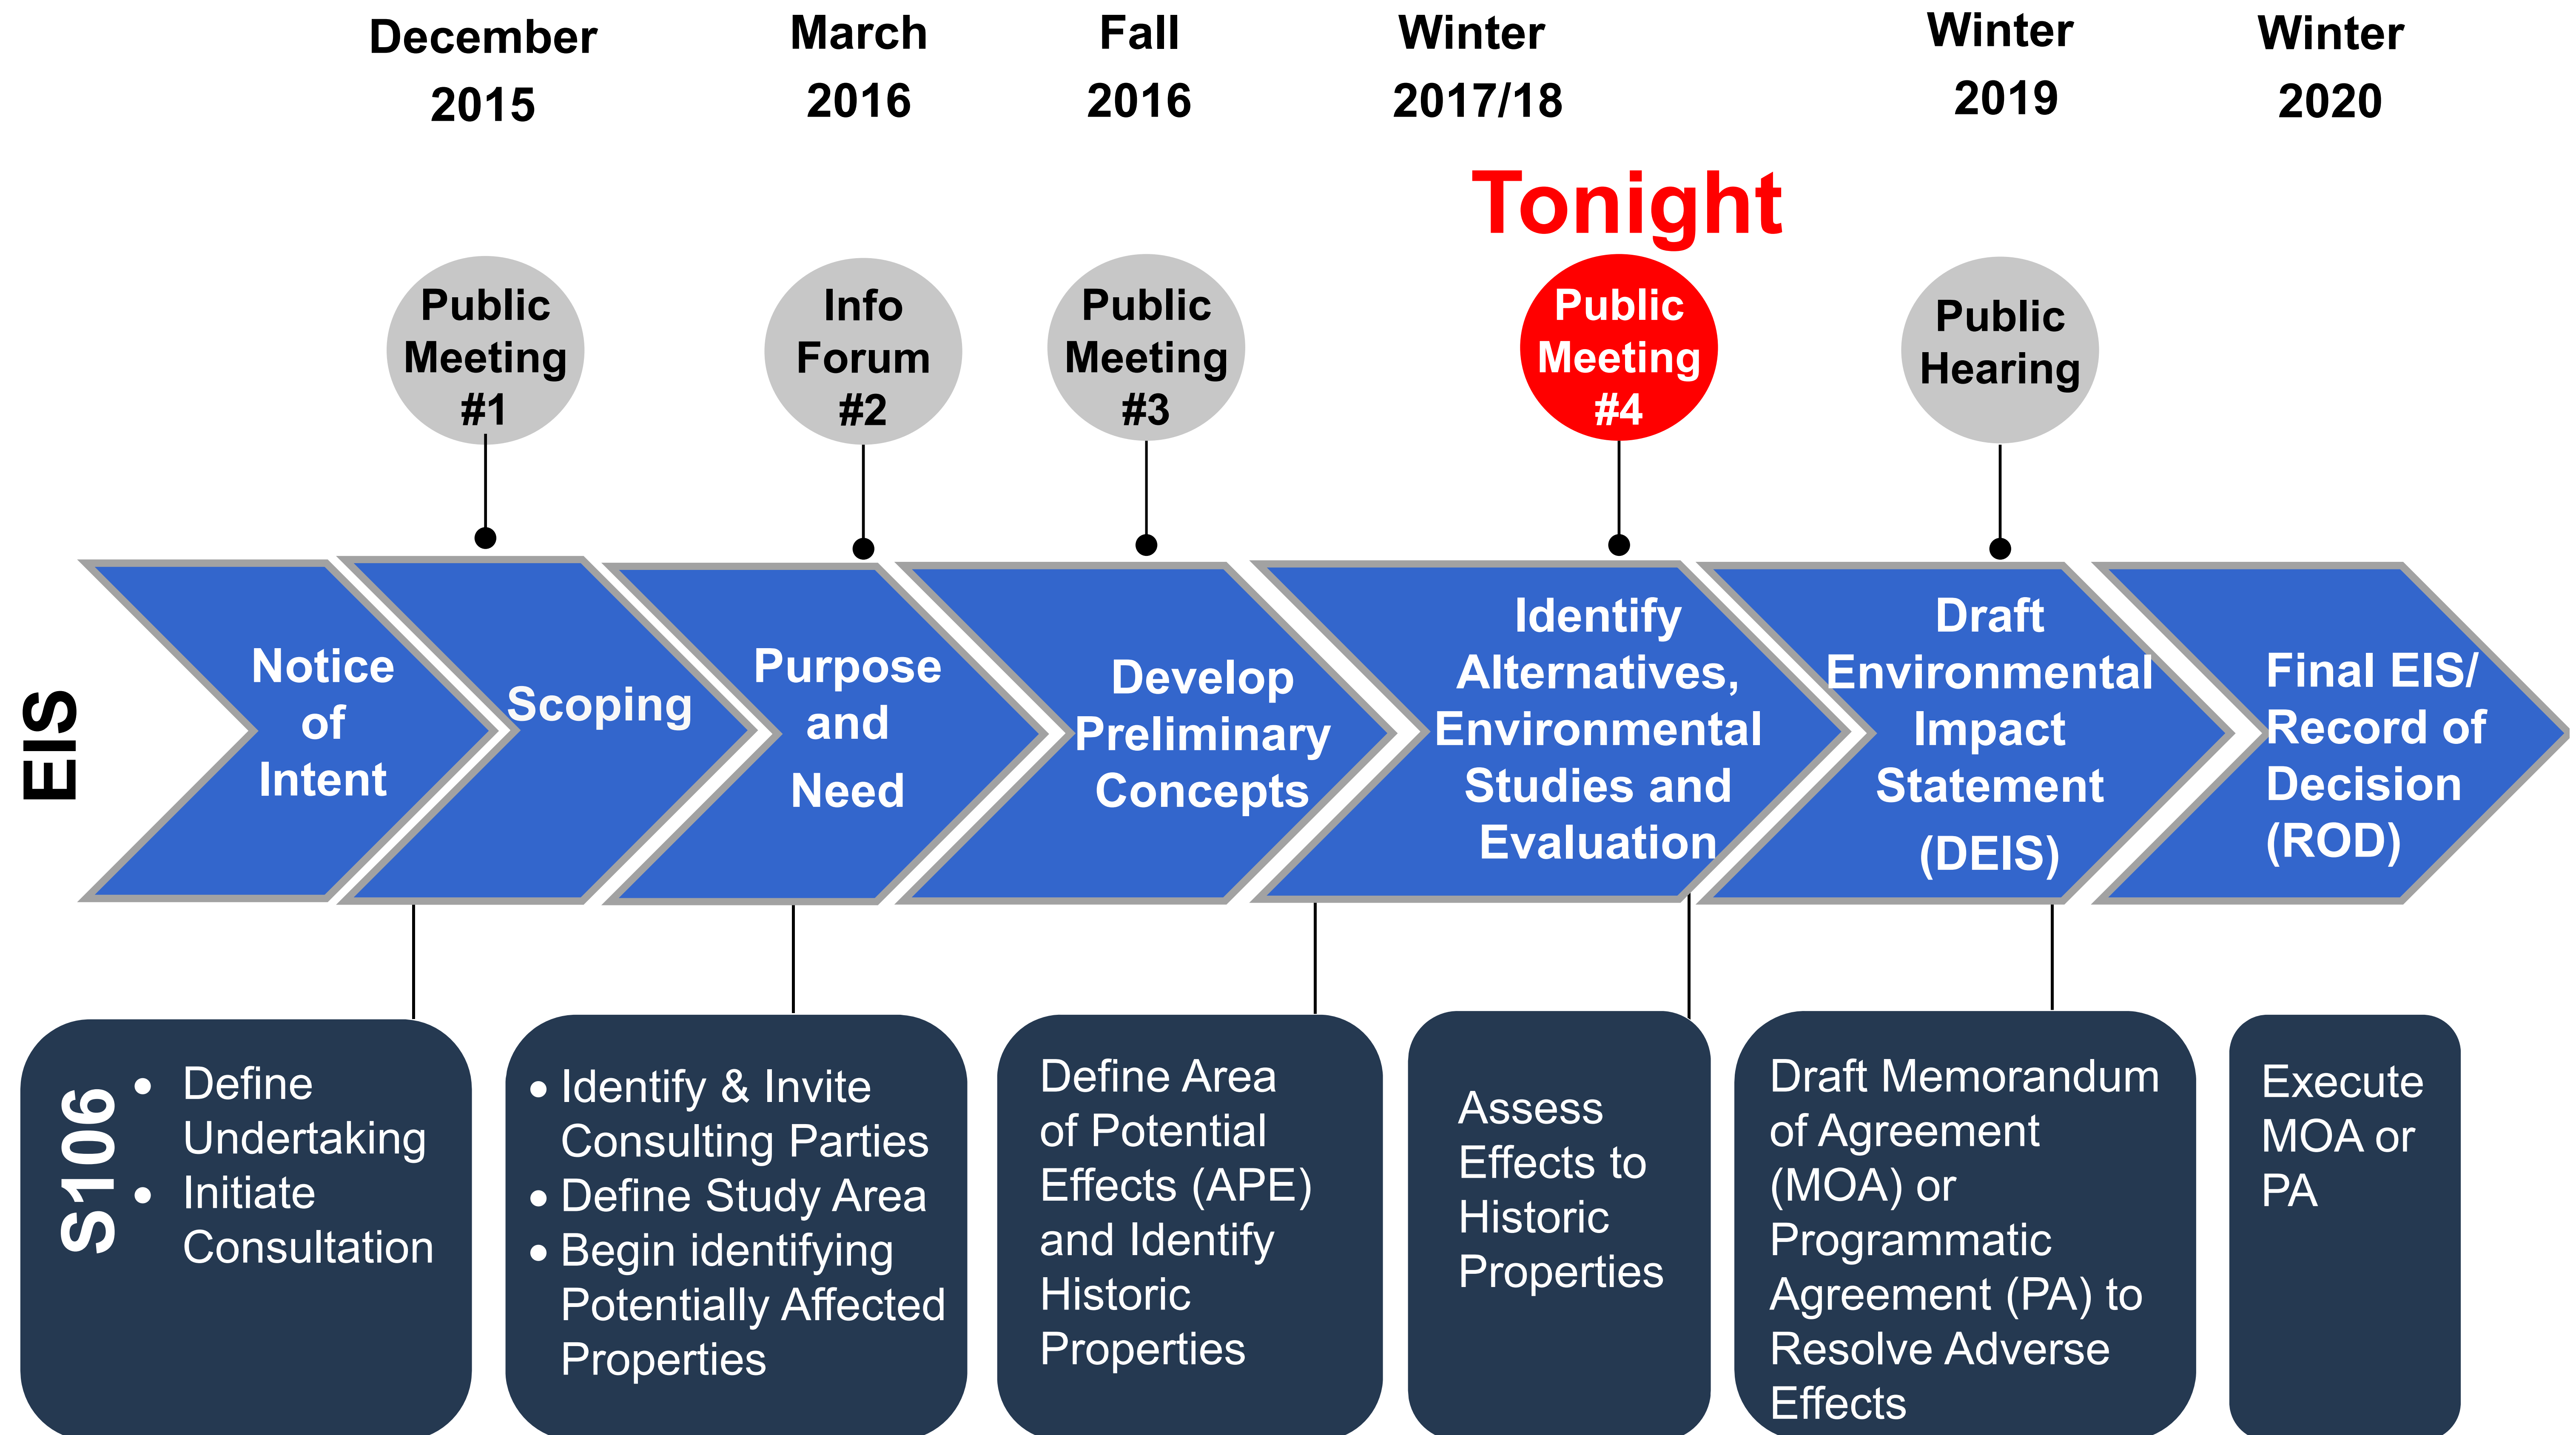 December
2015
March
2016
Fall
2016
Winter
2017/18
Winter
2019
Winter
2020
Tonight
Public
Meeting
#1
Info
Forum
#2
Public
Meeting
#3
Public
Meeting
#4
Public
Hearing
EIS
Notice
of
Intent
Scoping
Purpose
and
Need
Develop
Preliminary
Concepts
Identify
Alternatives,
Environmental
Studies and
Evaluation
Draft
Environmental
Impact
Statement
(DEIS)
Final EIS/
Record of
Decision
(ROD)
S106
• Define
Undertaking
• Initiate
Consultation
• Identify & Invite
Consulting Parties
• Define Study Area
• Begin identifying
Potentially Affected
Properties
Define Area
of Potential
Effects (APE)
and Identify
Historic
Properties
Assess
Effects to
Historic
Properties
Draft Memorandum
of Agreement
(MOA) or
Programmatic
Agreement (PA) to
Resolve Adverse
Effects
Execute
MOA or
PA